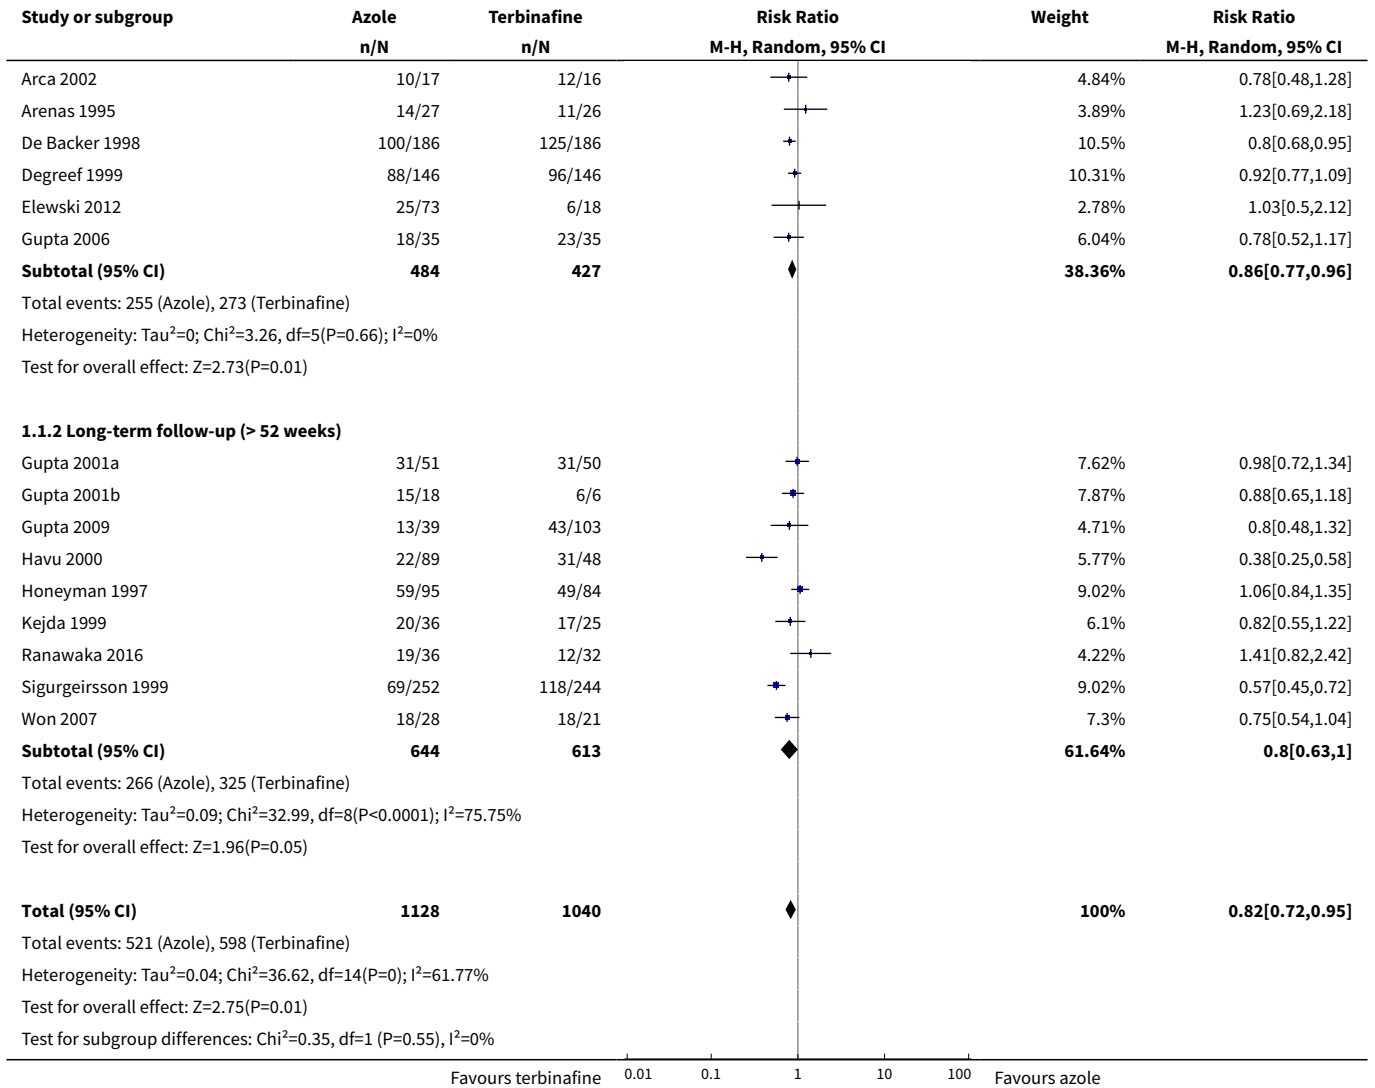 Study or subgroup Azole Terbinafine Risk Ratio Weight Risk Ratio
n/N n/N M-H, Random, 95% CI M-H, Random, 95% CI
Arca 2002 10/17 12/16 4.84% 0.78[0.48,1.28]
Arenas 1995 14/27 11/26 3.89% 1.23[0.69,2.18]
De Backer 1998 100/186 125/186 10.5% 0.8[0.68,0.95]
Degreef 1999 88/146 96/146 10.31% 0.92[0.77,1.09]
Elewski 2012 25/73 6/18 2.78% 1.03[0.5,2.12]
Gupta 2006 18/35 23/35 6.04% 0.78[0.52,1.17]
Subtotal (95% CI) 484 427 38.36% 0.86[0.77,0.96]
Total events: 255 (Azole), 273 (Terbinafine)
Heterogeneity: Tau²=0; Chi²=3.26, df=5(P=0.66); I²=0%
Test for overall effect: Z=2.73(P=0.01)
1.1.2 Long-term follow-up (> 52 weeks)
Gupta 2001a 31/51 31/50 7.62% 0.98[0.72,1.34]
Gupta 2001b 15/18 6/6 7.87% 0.88[0.65,1.18]
Gupta 2009 13/39 43/103 4.71% 0.8[0.48,1.32]
Havu 2000 22/89 31/48 5.77% 0.38[0.25,0.58]
Honeyman 1997 59/95 49/84 9.02% 1.06[0.84,1.35]
Kejda 1999 20/36 17/25 6.1% 0.82[0.55,1.22]
Ranawaka 2016 19/36 12/32 4.22% 1.41[0.82,2.42]
Sigurgeirsson 1999 69/252 118/244 9.02% 0.57[0.45,0.72]
Won 2007 18/28 18/21 7.3% 0.75[0.54,1.04]
Subtotal (95% CI) 644 613 61.64% 0.8[0.63,1]
Total events: 266 (Azole), 325 (Terbinafine)
Heterogeneity: Tau²=0.09; Chi²=32.99, df=8(P<0.0001); I²=75.75%
Test for overall effect: Z=1.96(P=0.05)
Total (95% CI) 1128 1040 100% 0.82[0.72,0.95]
Total events: 521 (Azole), 598 (Terbinafine)
Heterogeneity: Tau²=0.04; Chi²=36.62, df=14(P=0); I²=61.77%
Test for overall effect: Z=2.75(P=0.01)
Test for subgroup differences: Chi²=0.35, df=1 (P=0.55), I²=0%
Favours terbinafine 0.01 0.1 1 10 100 Favours azole